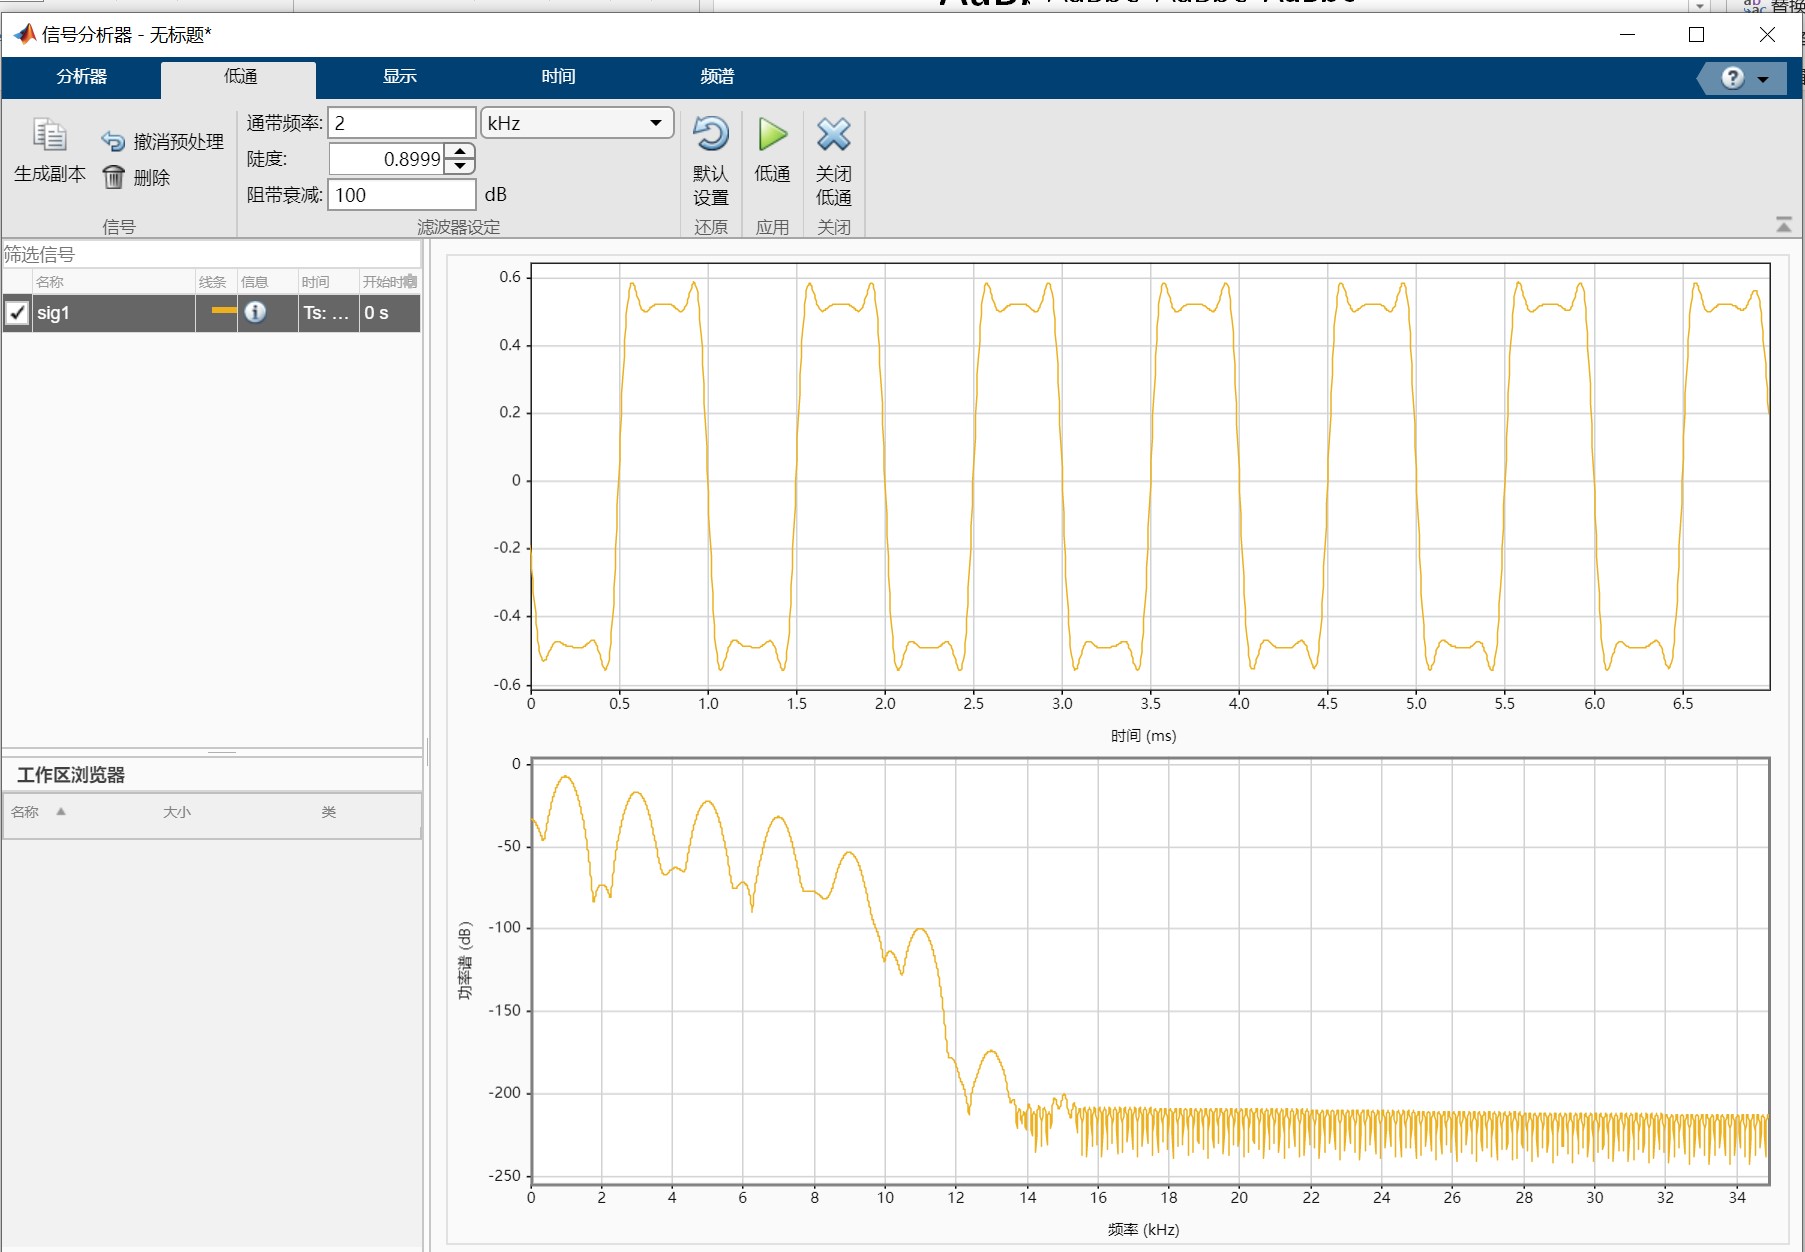 替换
信号分析器 - 无标题*
分析器 低通 显示 时间 频谱 ?
生成副本 撤消预处理 删除
信号
通带频率: 2 kHz
陡度: 0.8999
阻带衰减: 100 dB
滤波器设定
默认设置 低通 关闭低通
还原 应用 关闭
筛选信号
名称 线条 信息 时间 开始时间
sig1 i Ts: ... 0 s
工作区浏览器
名称 大小 类
0.6
0.4
0.2
0
-0.2
-0.4
-0.6
0 0.5 1.0 1.5 2.0 2.5 3.0 3.5 4.0 4.5 5.0 5.5 6.0 6.5
时间 (ms)
0
-50
-100
-150
-200
-250
功率谱 (dB)
0 2 4 6 8 10 12 14 16 18 20 22 24 26 28 30 32 34
频率 (kHz)